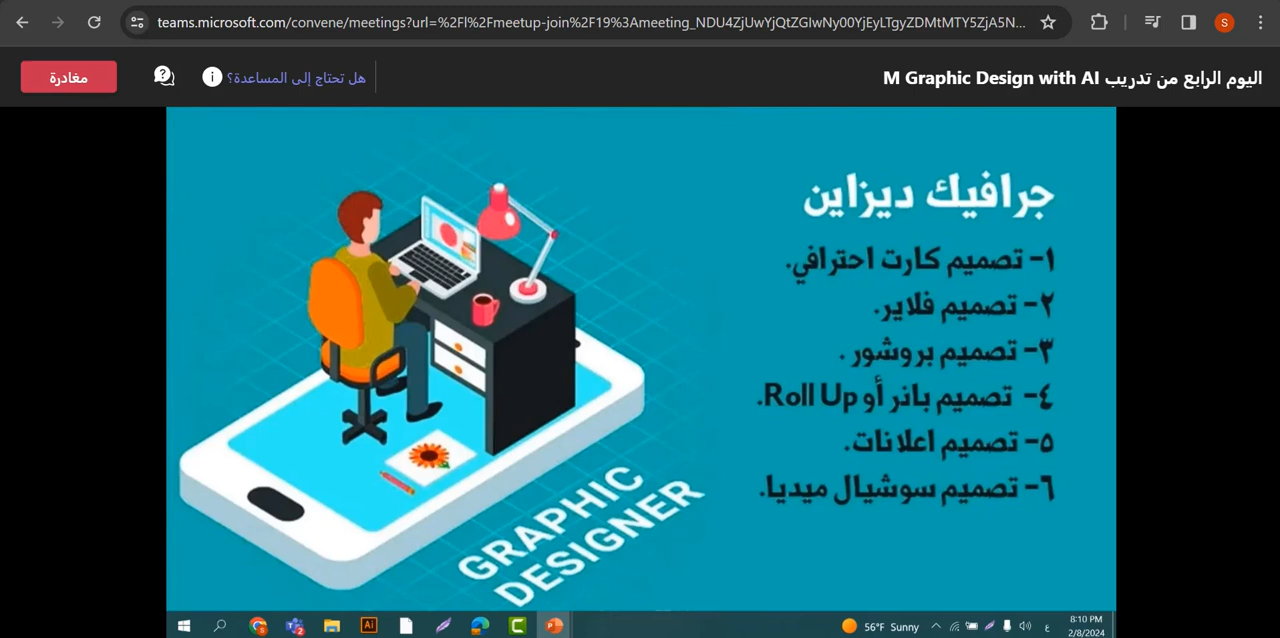 teams.microsoft.com/convene/meetings?url=%2Fl%2Fmeetup-join%2F19%3Ameeting_NDU4ZjUwYjQtZGIwNy00YjEyLTgyZDMtMTY5ZjA5N...
S
مغادرة
هل تحتاج إلى المساعدة؟
اليوم الرابع من تدريب M Graphic Design with AI
جرافيك ديزاين
١- تصميم كارت احترافي.
٢- تصميم فلاير.
٣- تصميم بروشور .
٤- تصميم بانر أو Roll Up.
٥- تصميم اعلانات.
٦- تصميم سوشيال ميديا.
GRAPHIC
DESIGNER
Ai
56°F Sunny
ع
8:10 PM
2/8/2024